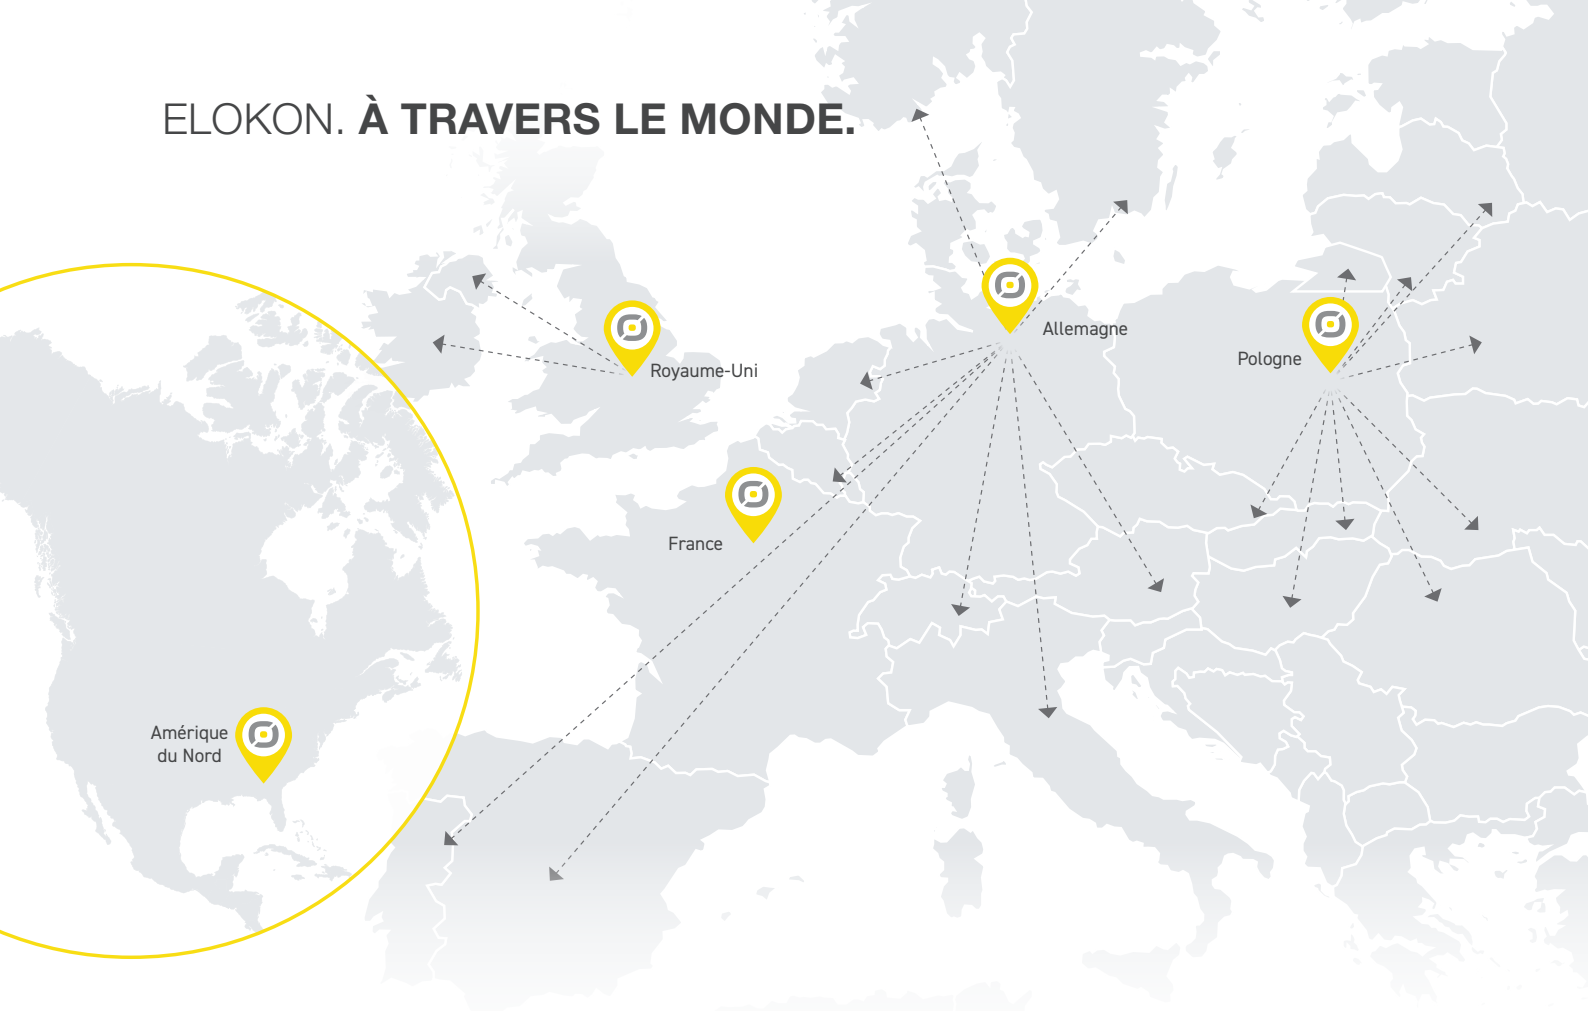 ELOKON. À TRAVERS LE MONDE.
Allemagne
Pologne
Royaume-Uni
France
Amérique
du Nord